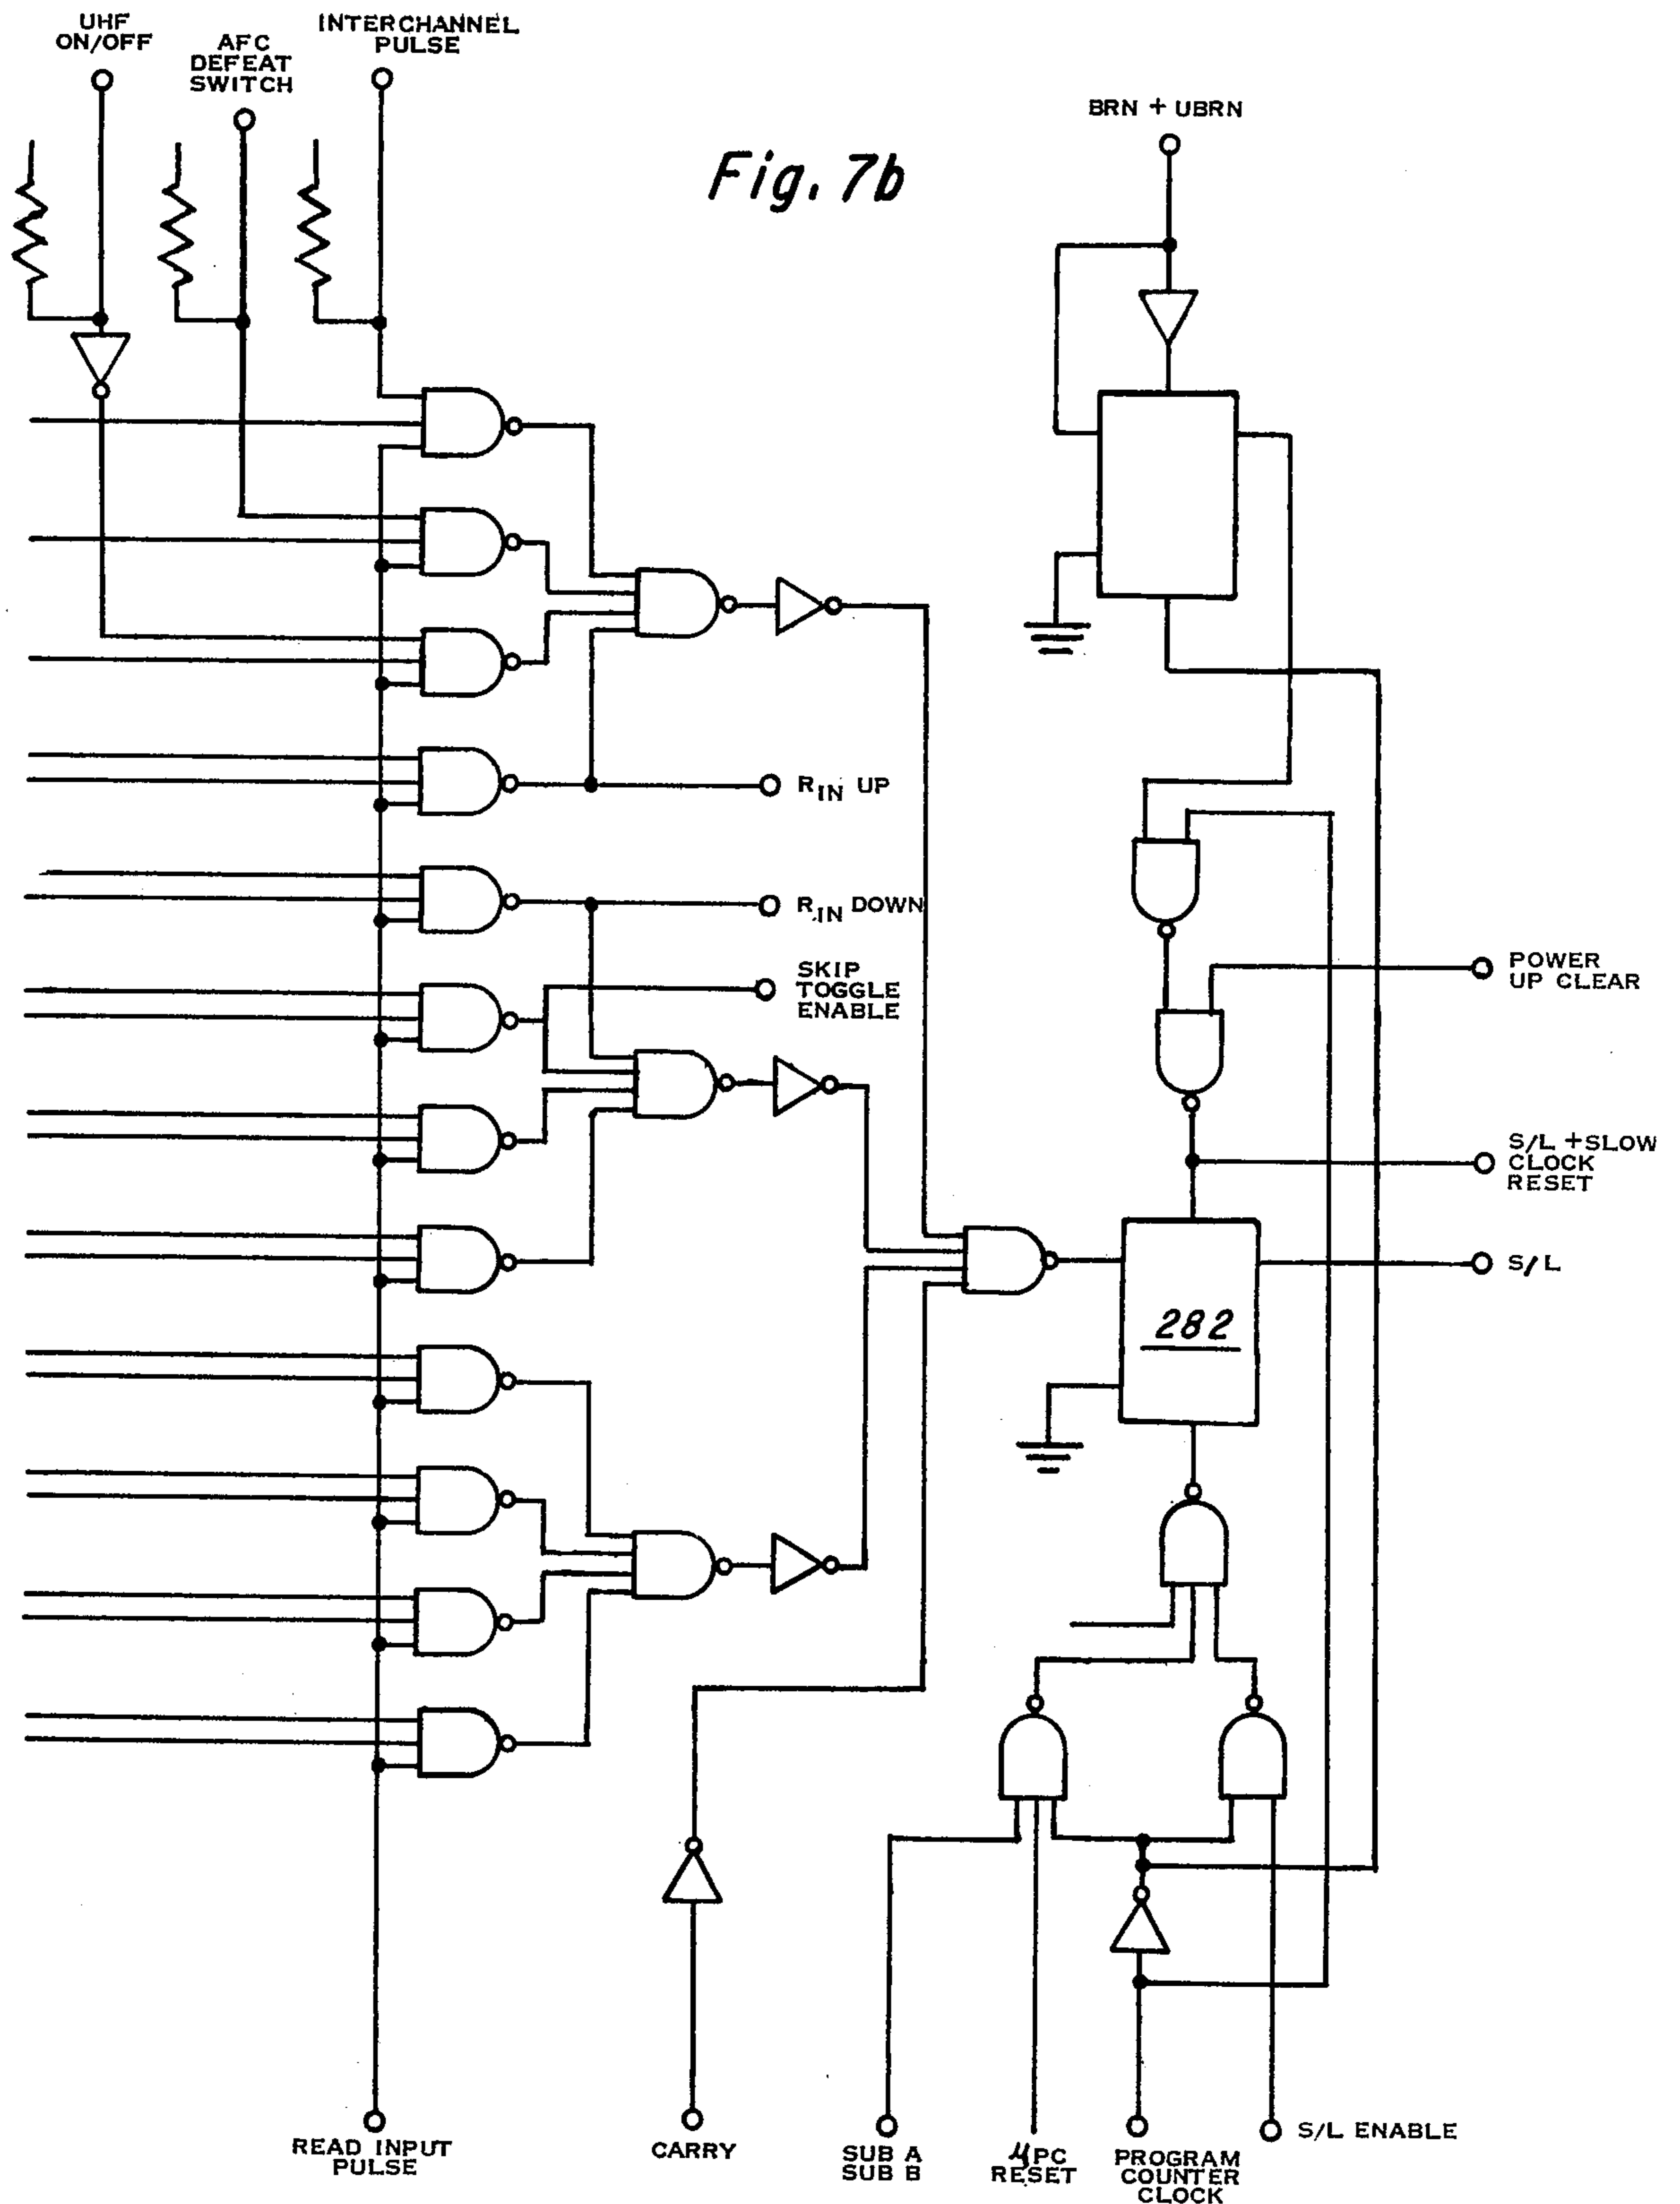 UHF
ON/OFF
AFC
DEFEAT
SWITCH
INTERCHANNEL
PULSE
BRN + UBRN
Fig. 7b
RIN UP
RIN DOWN
SKIP
TOGGLE
ENABLE
POWER
UP CLEAR
S/L +SLOW
CLOCK
RESET
S/L
282
READ INPUT
PULSE
CARRY
SUB A
SUB B
μPC
RESET
PROGRAM
COUNTER
CLOCK
S/L ENABLE